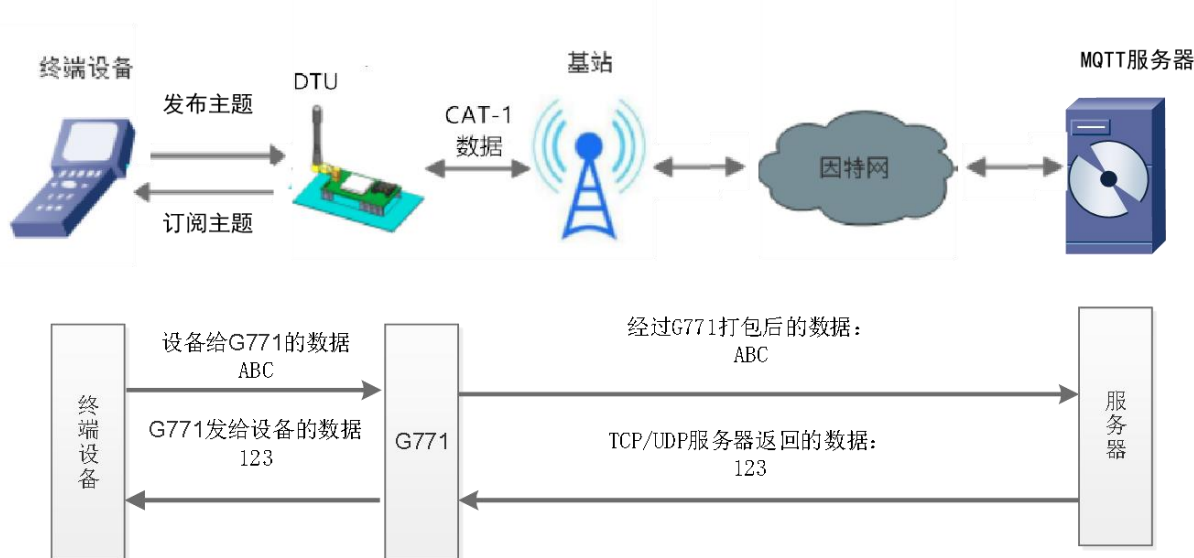 终端设备
DTU
基站
MQTT服务器
发布主题
CAT-1
数据
因特网
订阅主题
设备给G771的数据
ABC
经过G771打包后的数据：
ABC
终端设备
G771发给设备的数据
123
G771
TCP/UDP服务器返回的数据：
123
服务器